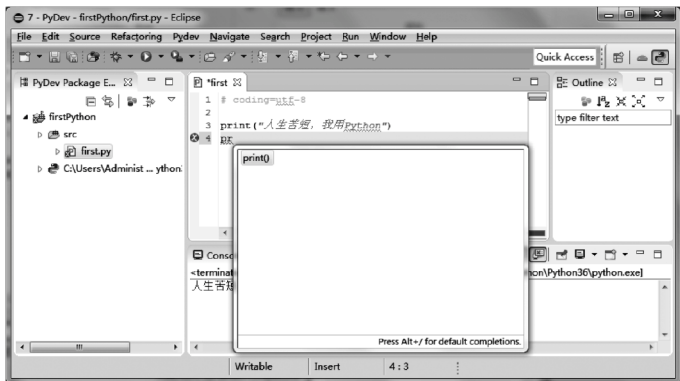 7 - PyDev - firstPython/first.py - Eclipse
File Edit Source Refactoring Pydev Navigate Search Project Run Window Help
Quick Access
PyDev Package E...
firstPython
src
first.py
C:\Users\Administ ... ython
*first
1 # coding=utf-8
2
3 print("人生苦短，我用Python")
4 pr
print()
Press Alt+/ for default completions.
Outline
type filter text
Conso
<terminat
hon\Python36\python.exe]
人生苦短
Writable Insert 4 : 3